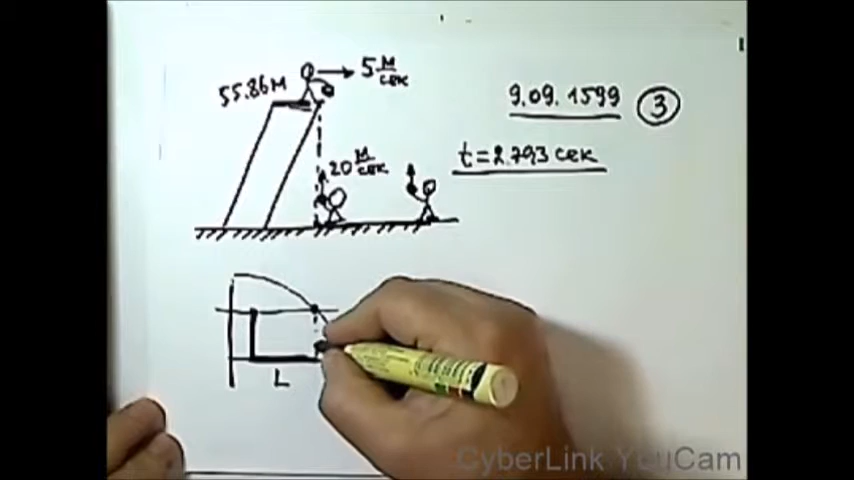 55.86м
5 м/сек
9.09.1599 3
20 м/сек
t=2.793 сек
L
CyberLink YouCam